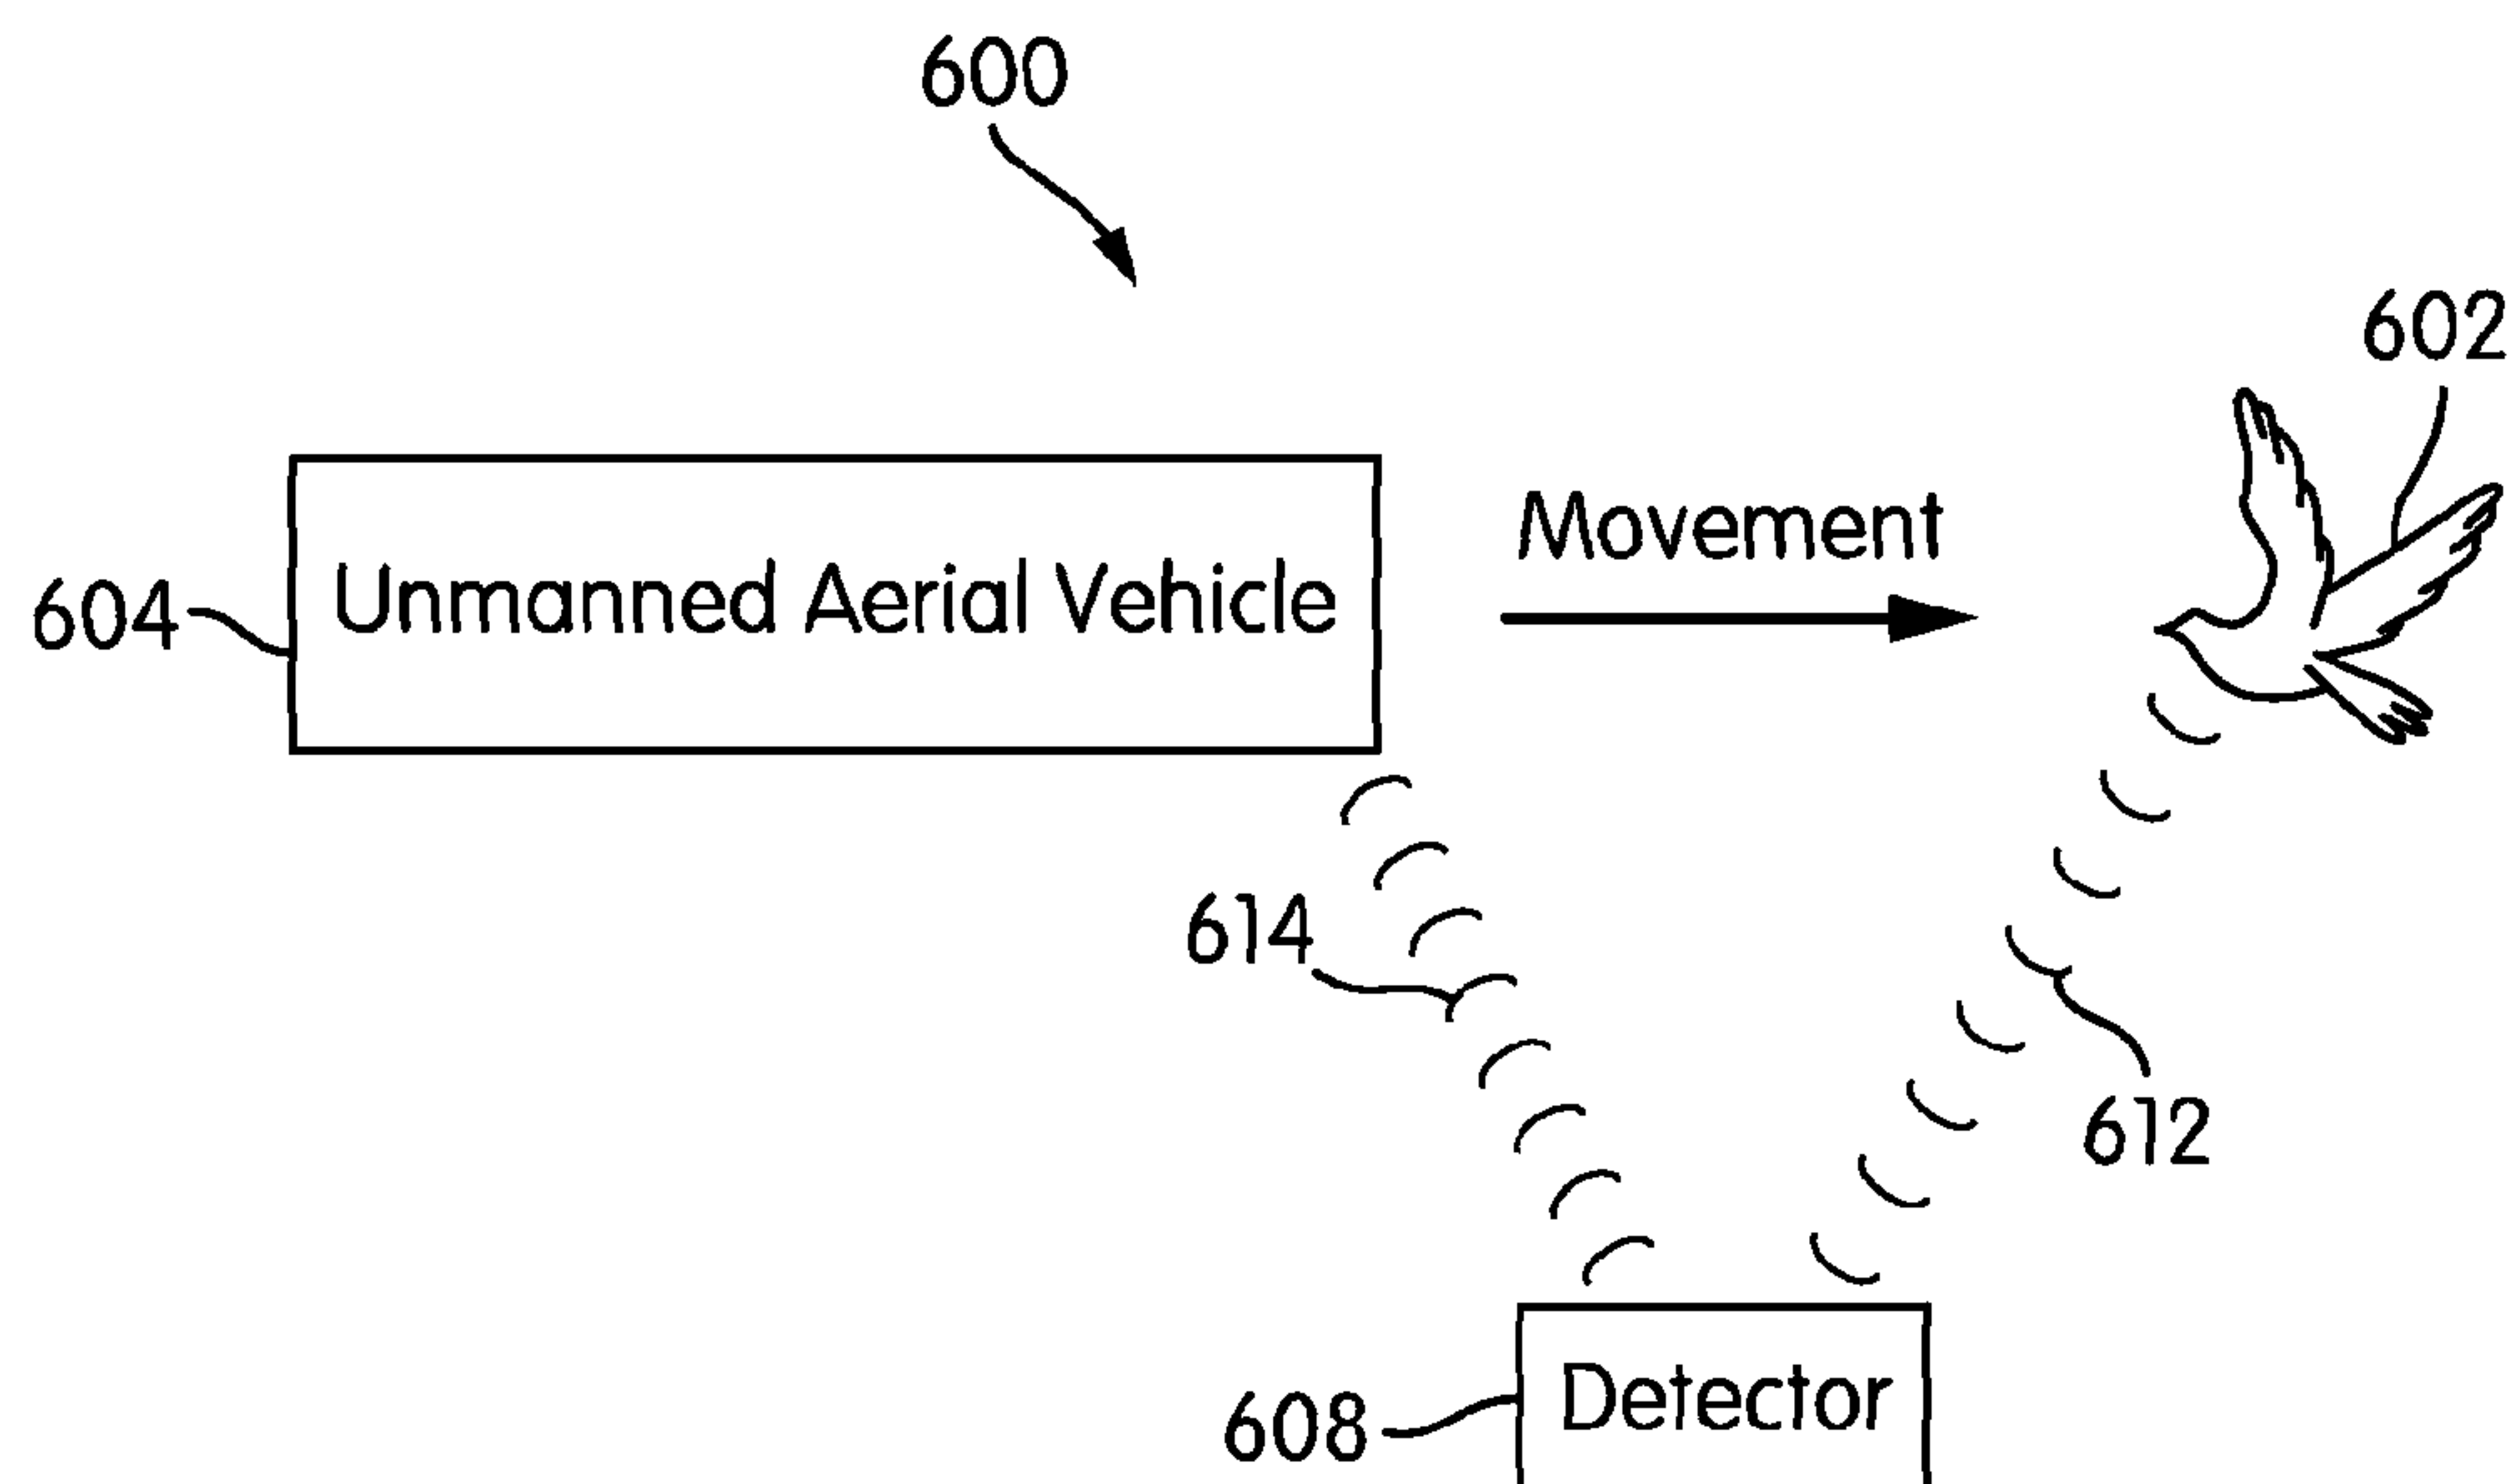 600
602
Movement
Unmanned Aerial Vehicle
604
614
612
Detector
608